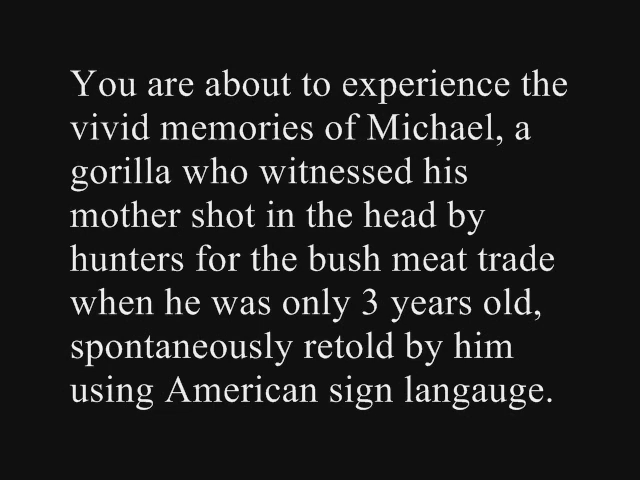 You are about to experience the
vivid memories of Michael, a
gorilla who witnessed his
mother shot in the head by
hunters for the bush meat trade
when he was only 3 years old,
spontaneously retold by him
using American sign langauge.